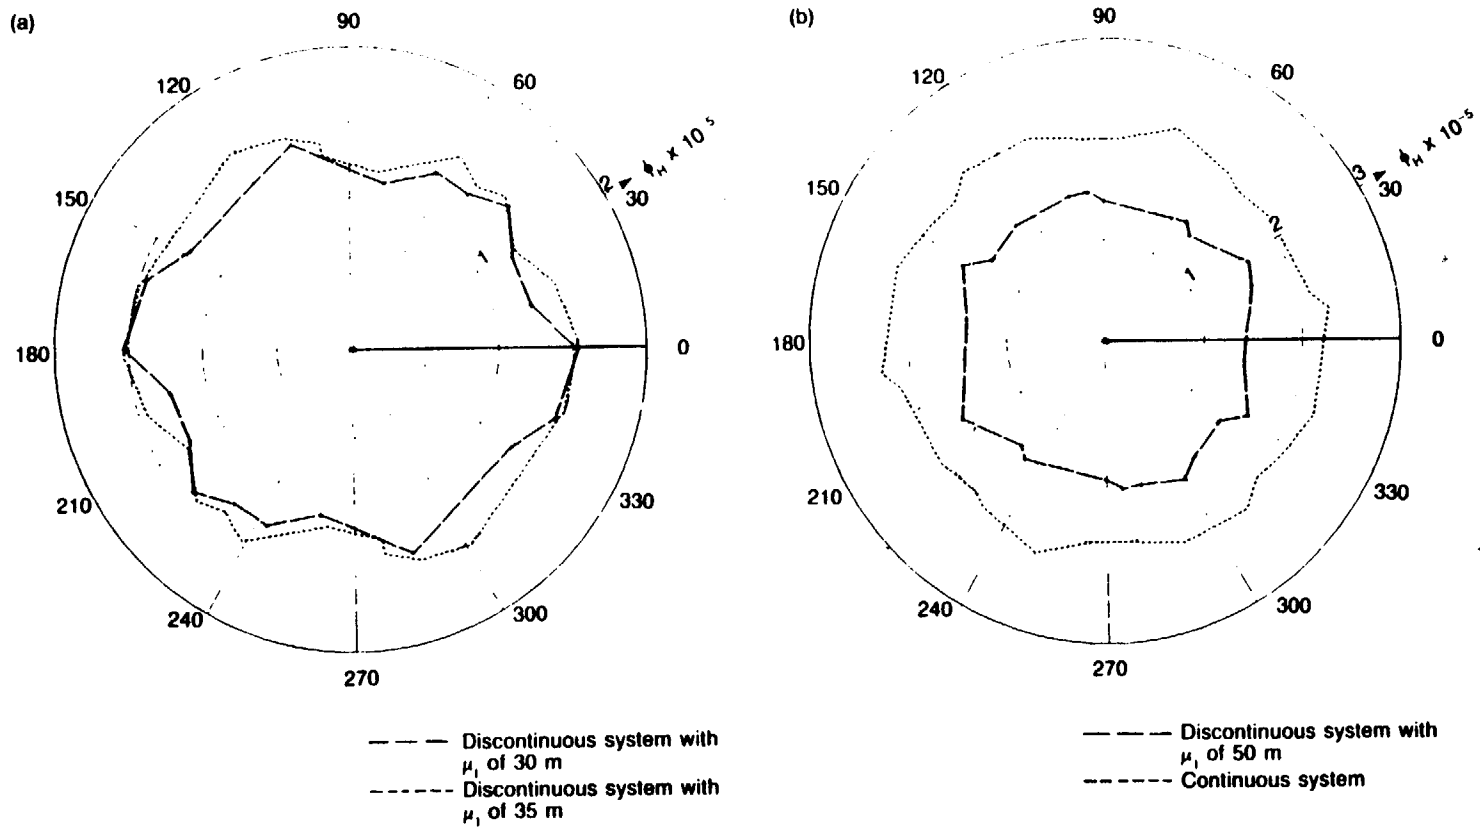 (a)
90
120
60
150
2 ▲ ϕH x 10⁻⁵
30
1
180
0
210
330
240
300
270
— — — Discontinuous system with
μ₁ of 30 m
------ Discontinuous system with
μ₁ of 35 m
(b)
90
120
60
150
3 ▲ ϕH x 10⁻⁵
30
2
1
180
0
210
330
240
300
270
— — — Discontinuous system with
μ₁ of 50 m
------ Continuous system